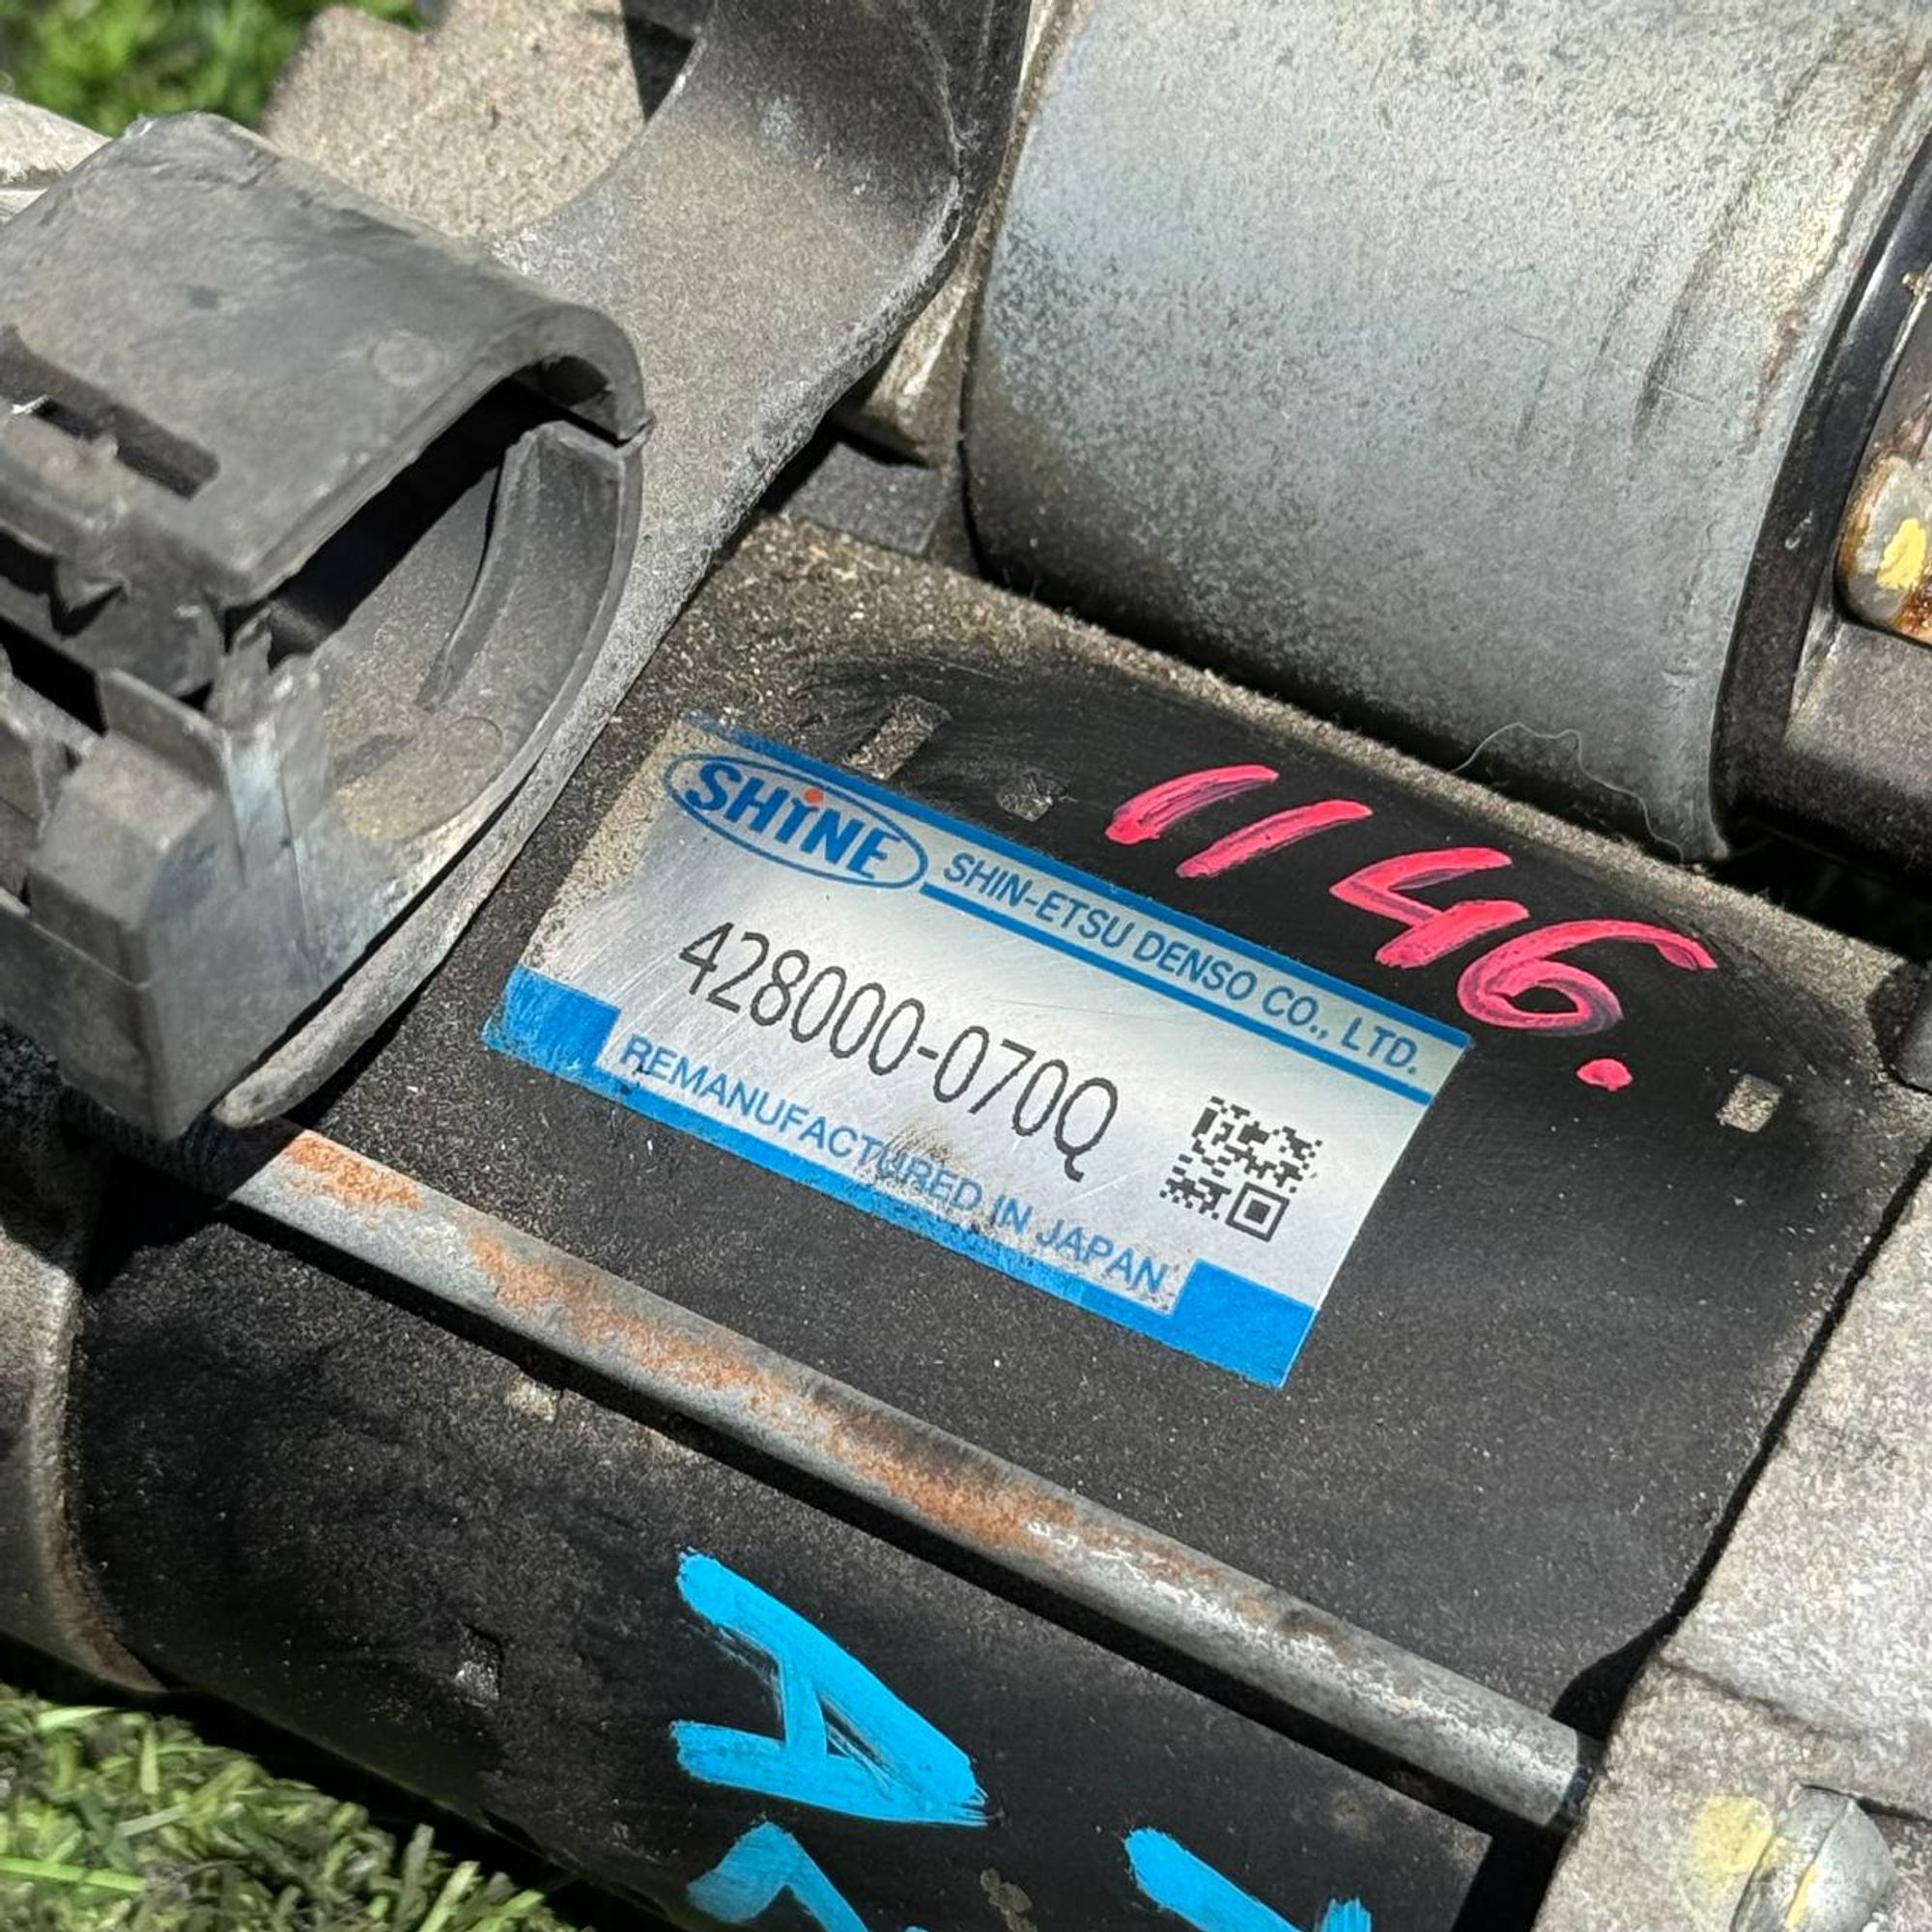 SHINE
SHIN-ETSU DENSO CO., LTD.
1146.
428000-070Q
REMANUFACTURED IN JAPAN
A